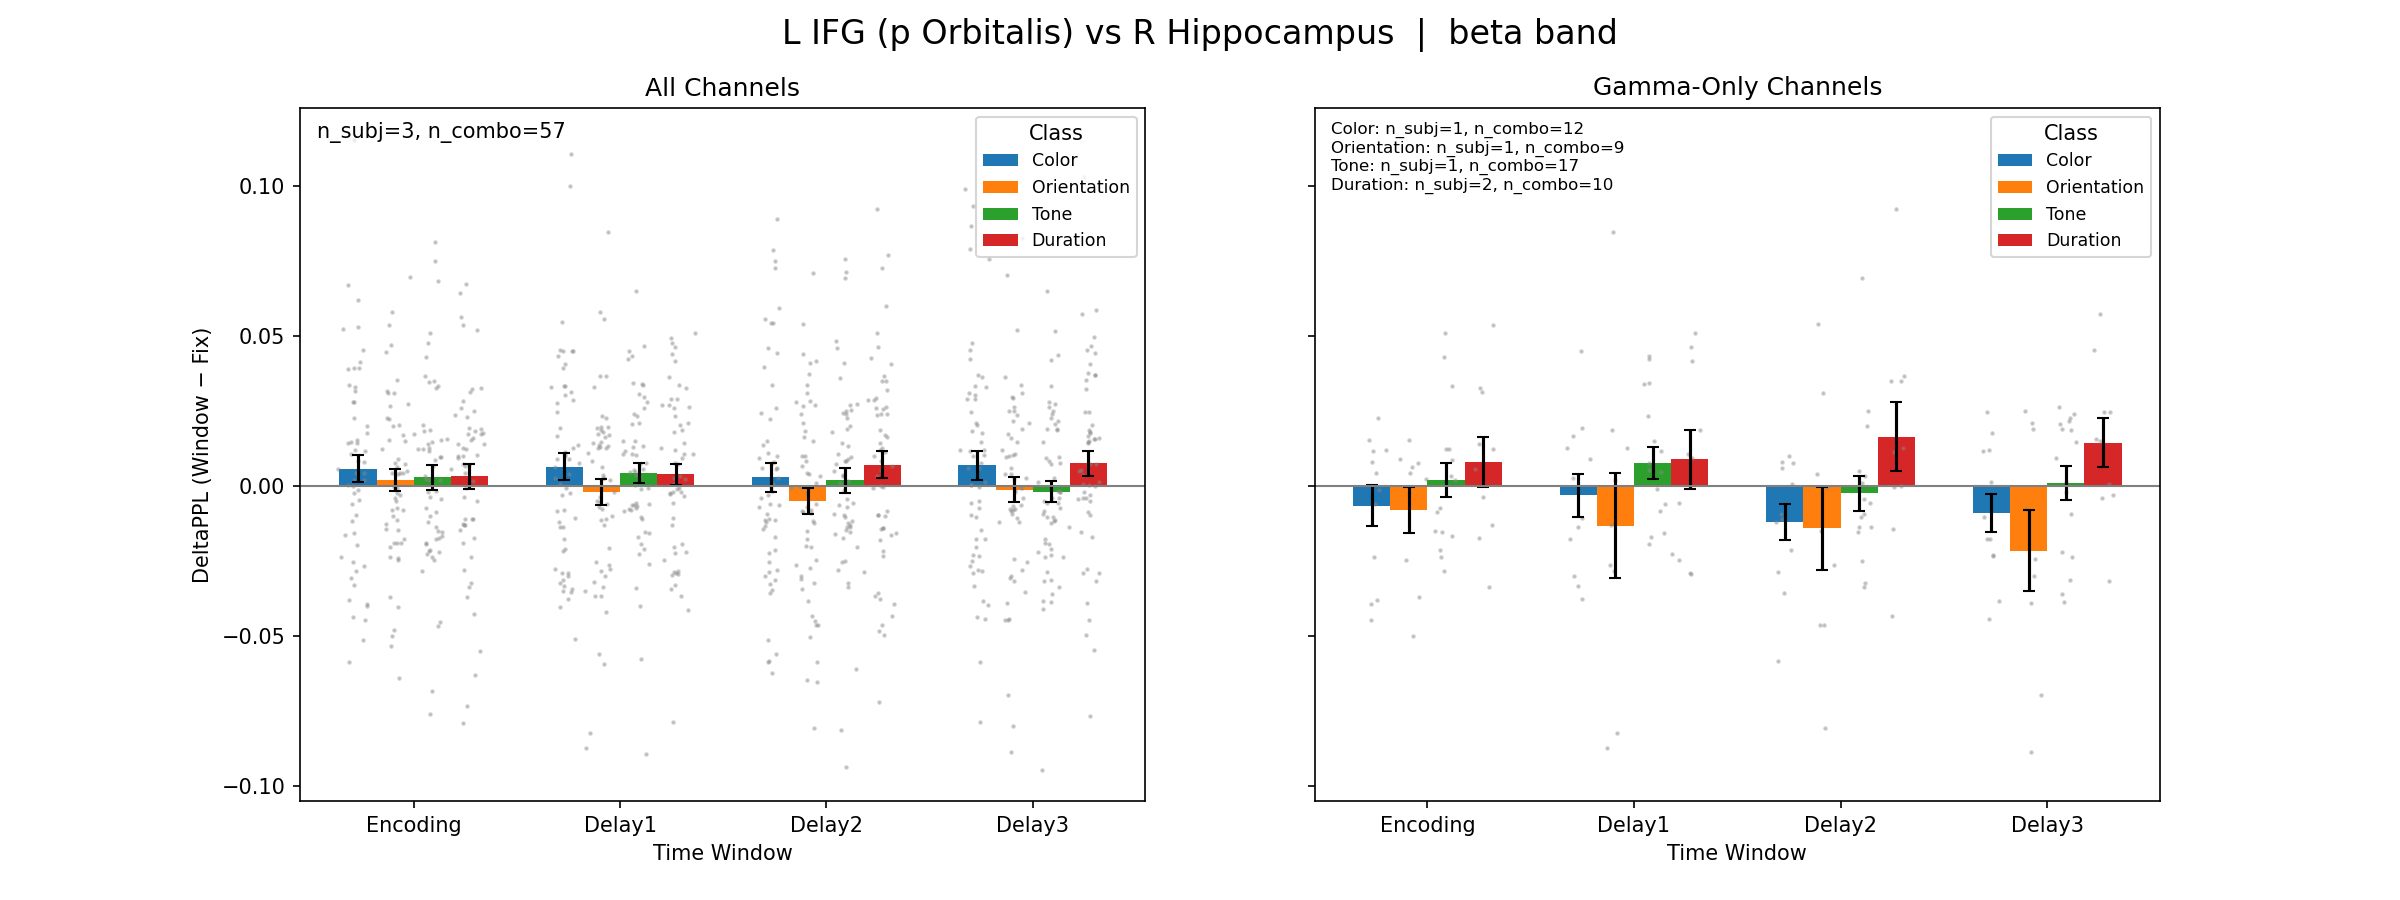 L IFG (p Orbitalis) vs R Hippocampus | beta band
All Channels
n_subj=3, n_combo=57
Class
Color
Orientation
Tone
Duration
0.10
0.05
0.00
−0.05
−0.10
DeltaPPL (Window − Fix)
Encoding
Delay1
Delay2
Delay3
Time Window
Gamma-Only Channels
Color: n_subj=1, n_combo=12
Orientation: n_subj=1, n_combo=9
Tone: n_subj=1, n_combo=17
Duration: n_subj=2, n_combo=10
Class
Color
Orientation
Tone
Duration
Encoding
Delay1
Delay2
Delay3
Time Window